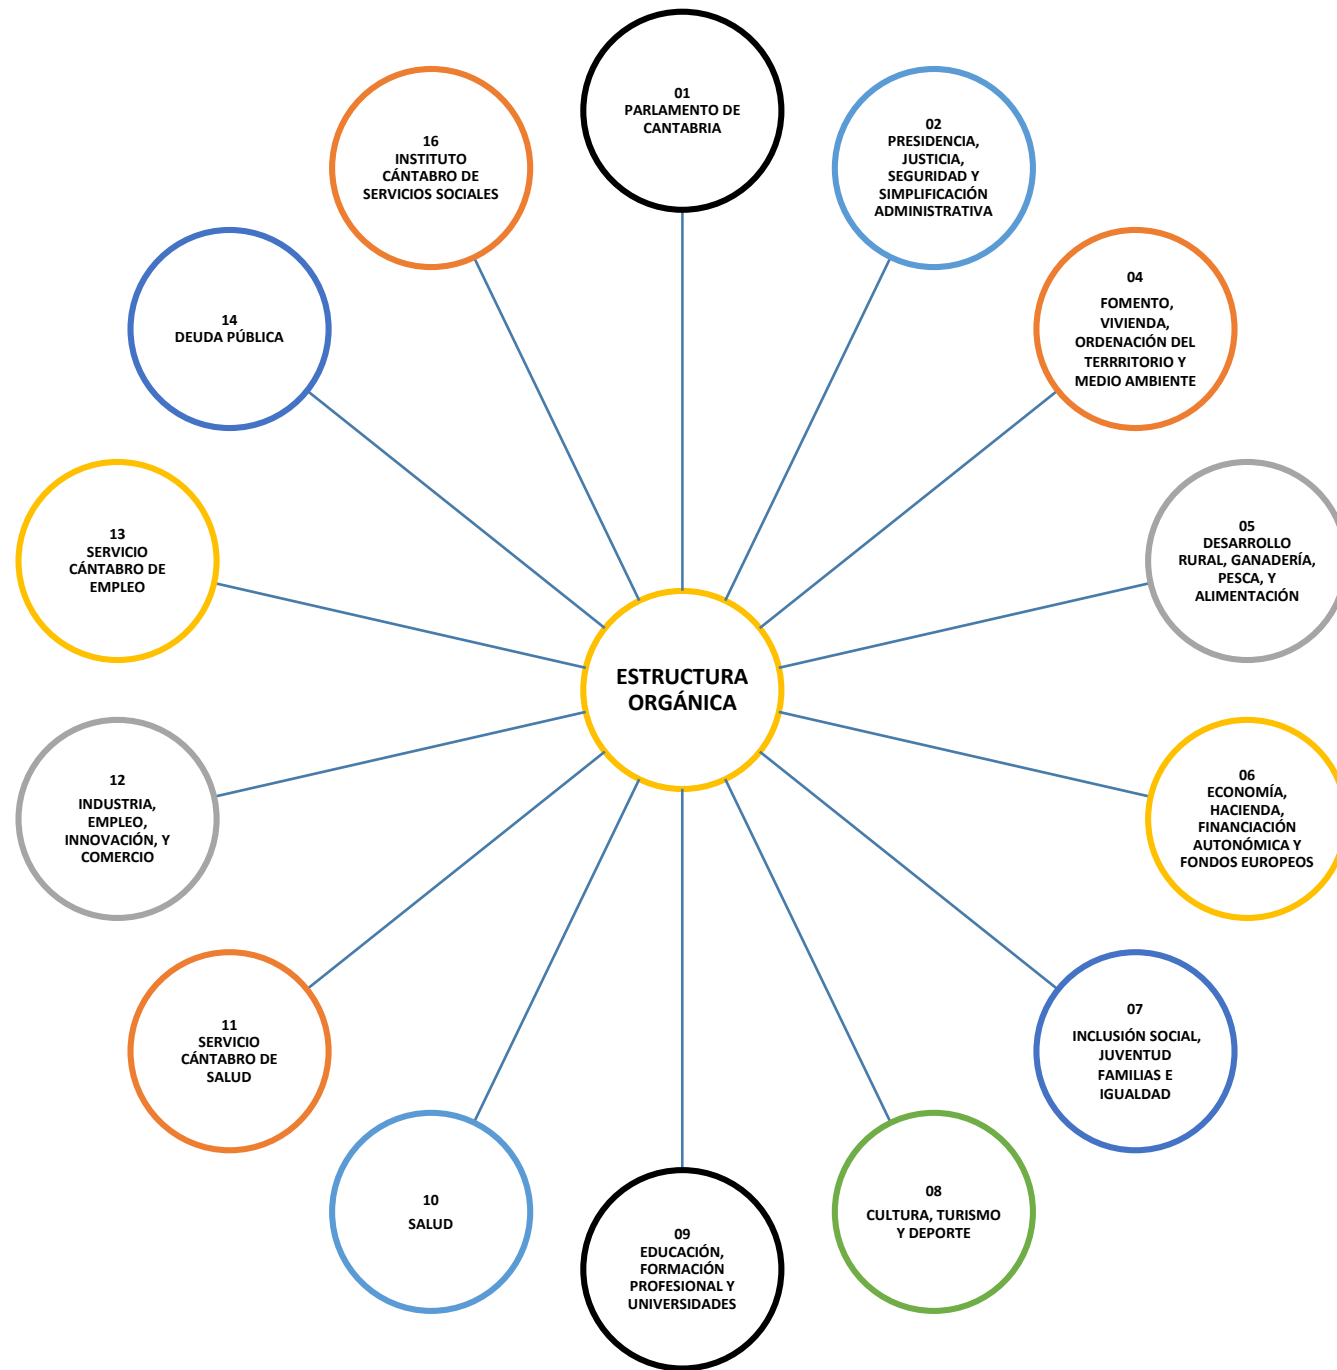 01
PARLAMENTO DE
CANTABRIA
02
PRESIDENCIA,
JUSTICIA,
SEGURIDAD Y
SIMPLIFICACIÓN
ADMINISTRATIVA
04
FOMENTO,
VIVIENDA,
ORDENACIÓN DEL
TERRRITORIO Y
MEDIO AMBIENTE
05
DESARROLLO
RURAL, GANADERÍA,
PESCA, Y
ALIMENTACIÓN
06
ECONOMÍA,
HACIENDA,
FINANCIACIÓN
AUTONÓMICA Y
FONDOS EUROPEOS
07
INCLUSIÓN SOCIAL,
JUVENTUD
FAMILIAS E
IGUALDAD
08
CULTURA, TURISMO
Y DEPORTE
09
EDUCACIÓN,
FORMACIÓN
PROFESIONAL Y
UNIVERSIDADES
10
SALUD
11
SERVICIO
CÁNTABRO DE
SALUD
12
INDUSTRIA,
EMPLEO,
INNOVACIÓN, Y
COMERCIO
13
SERVICIO
CÁNTABRO DE
EMPLEO
14
DEUDA PÚBLICA
16
INSTITUTO
CÁNTABRO DE
SERVICIOS SOCIALES
ESTRUCTURA
ORGÁNICA